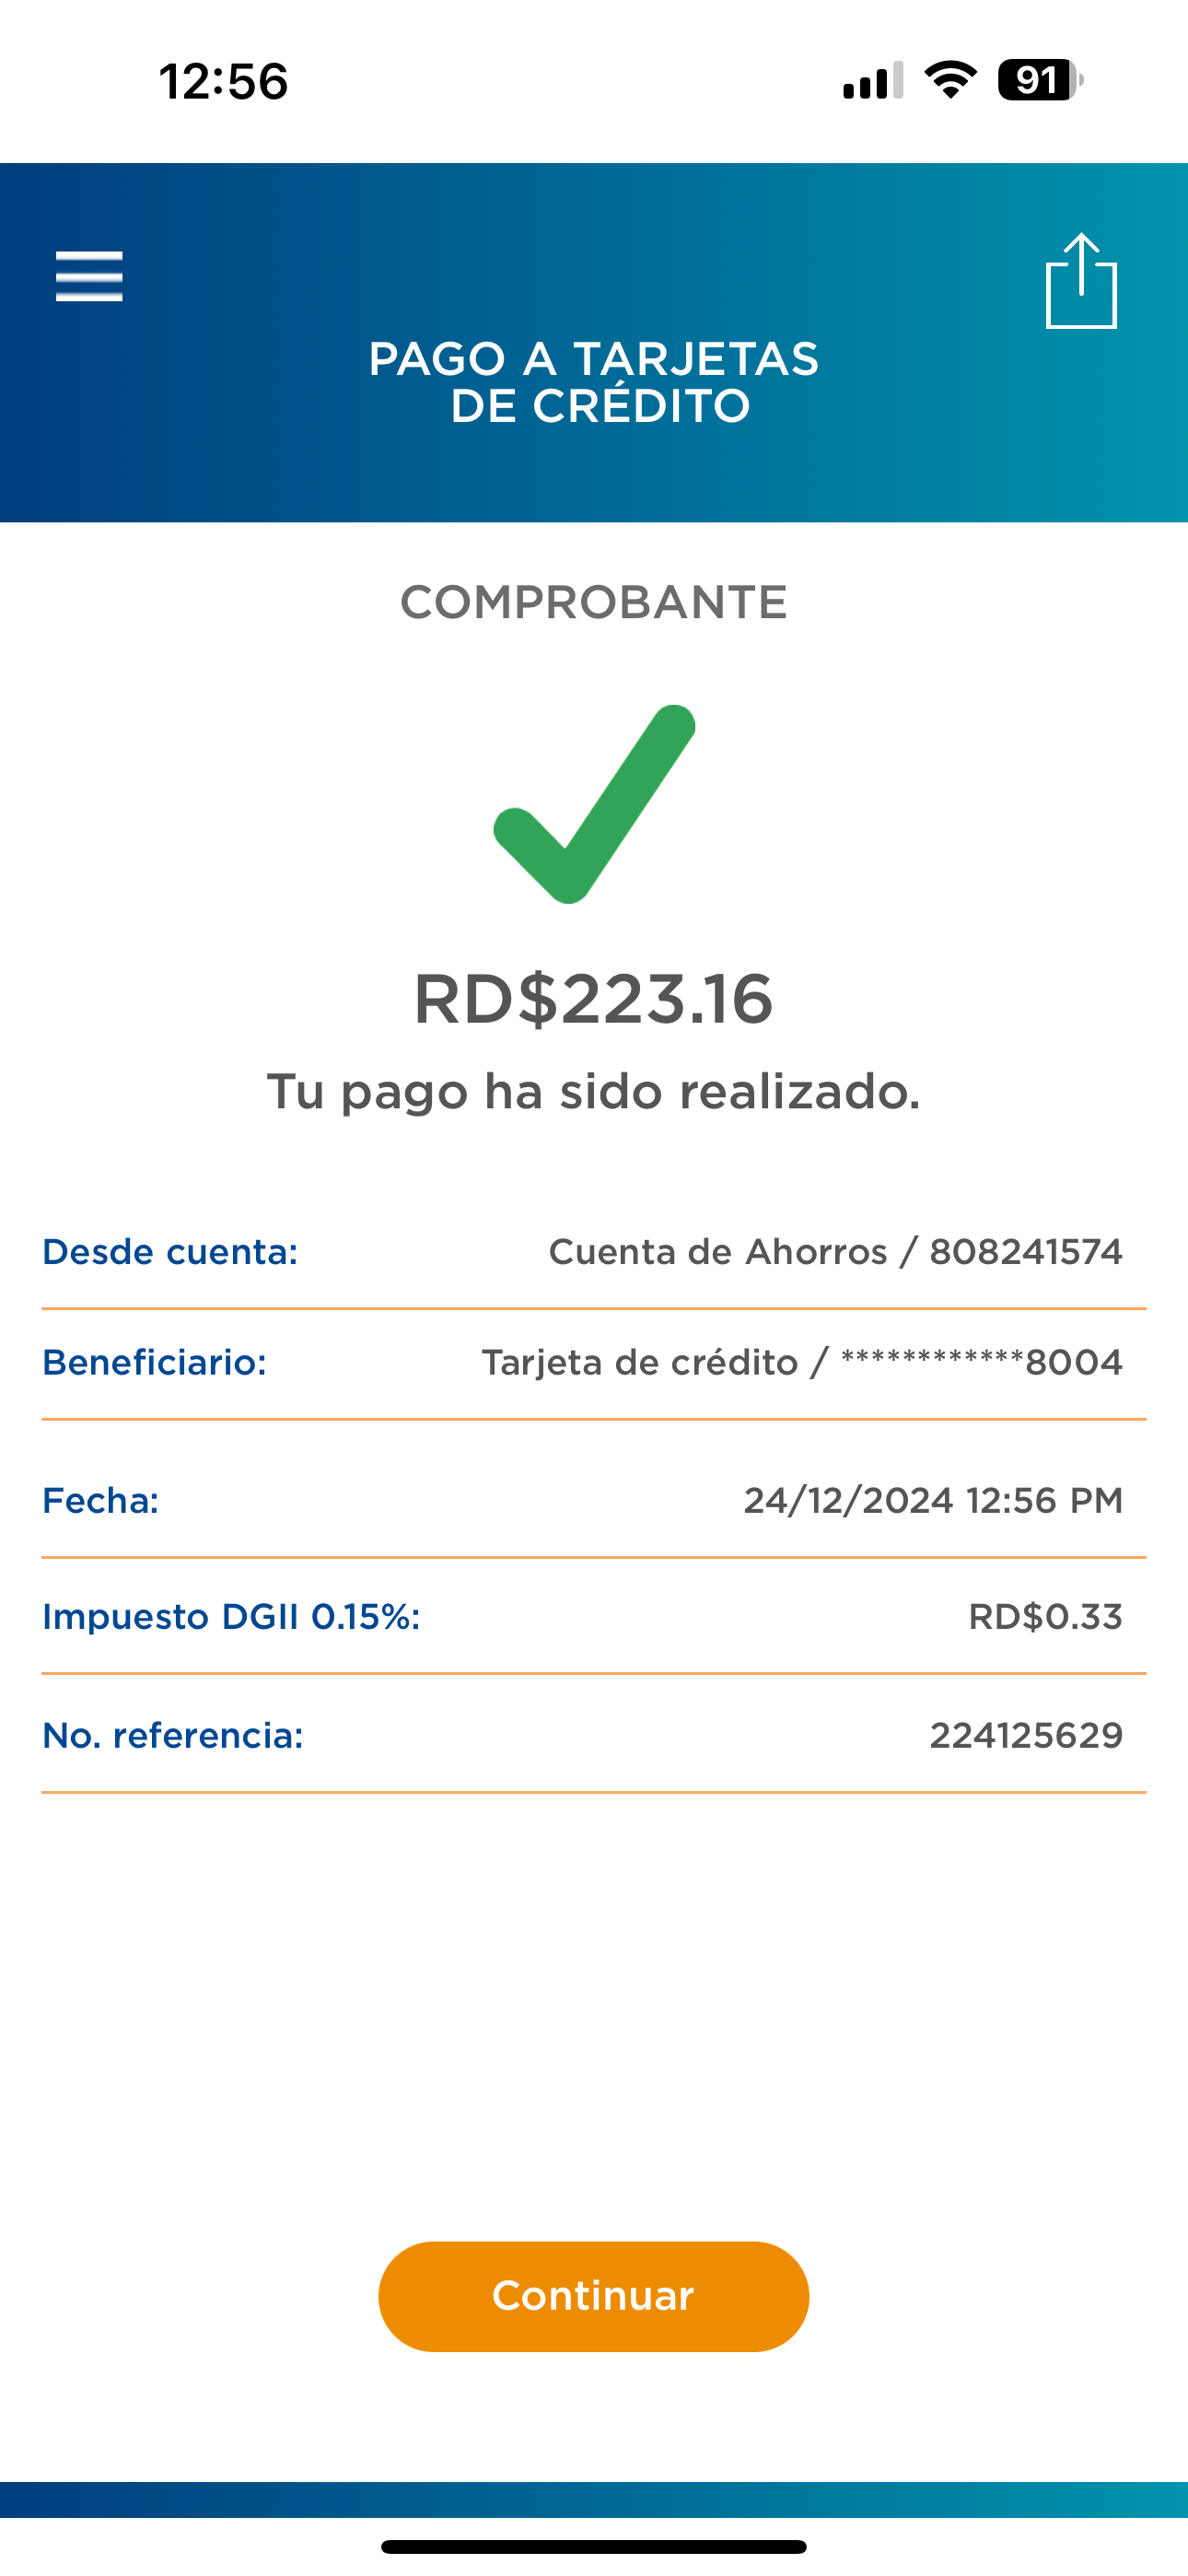 12:56
91
PAGO A TARJETAS
DE CRÉDITO
COMPROBANTE
RD$223.16
Tu pago ha sido realizado.
Desde cuenta: Cuenta de Ahorros / 808241574
Beneficiario: Tarjeta de crédito / ************8004
Fecha: 24/12/2024 12:56 PM
Impuesto DGII 0.15%: RD$0.33
No. referencia: 224125629
Continuar